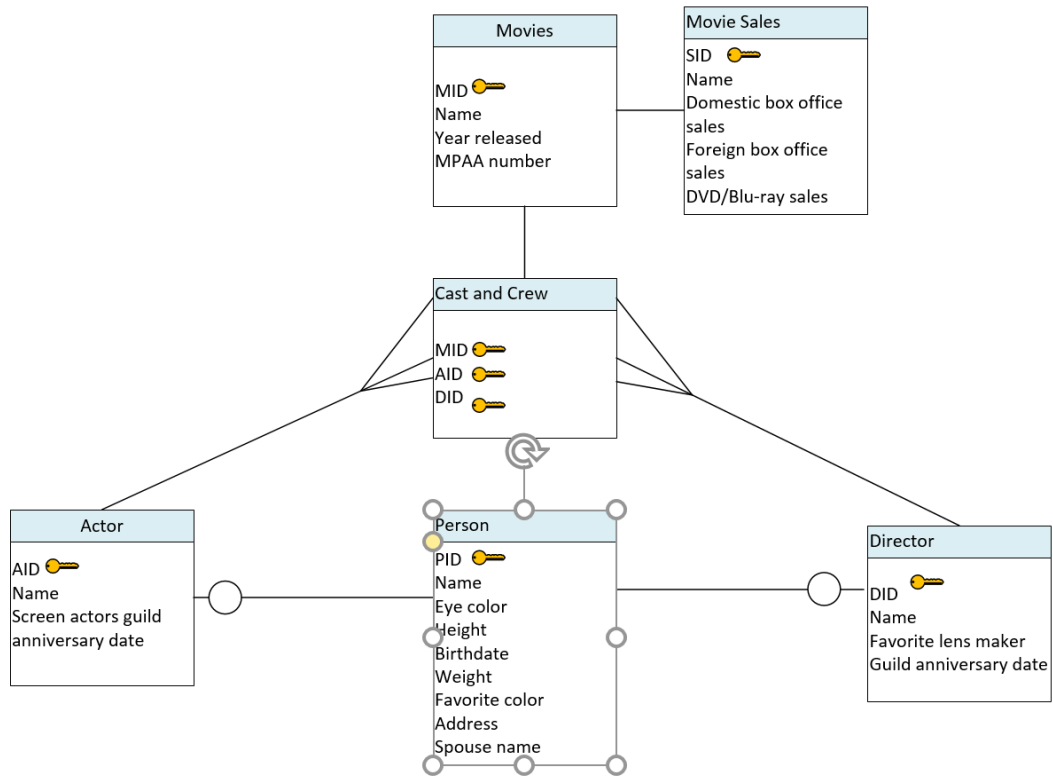 Movies
MID
Name
Year released
MPAA number
Movie Sales
SID
Name
Domestic box office
sales
Foreign box office
sales
DVD/Blu-ray sales
Cast and Crew
MID
AID
DID
Actor
AID
Name
Screen actors guild
anniversary date
Person
PID
Name
Eye color
Height
Birthdate
Weight
Favorite color
Address
Spouse name
Director
DID
Name
Favorite lens maker
Guild anniversary date